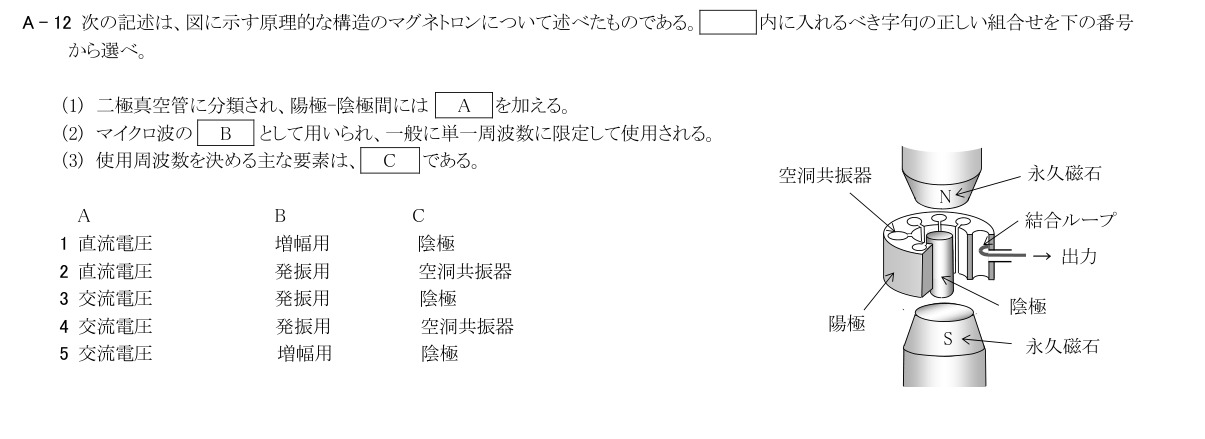 A－12 次の記述は、図に示す原理的な構造のマグネトロンについて述べたものである。　　　内に入れるべき字句の正しい組合せを下の番号
から選べ。
(1) 二極真空管に分類され、陽極-陰極間には A を加える。
(2) マイクロ波の B として用いられ、一般に単一周波数に限定して使用される。
(3) 使用周波数を決める主な要素は、 C である。
A B C
1 直流電圧 増幅用 陰極
2 直流電圧 発振用 空洞共振器
3 交流電圧 発振用 陰極
4 交流電圧 発振用 空洞共振器
5 交流電圧 増幅用 陰極
空洞共振器
永久磁石
N
結合ループ
→ 出力
陰極
陽極
S
永久磁石